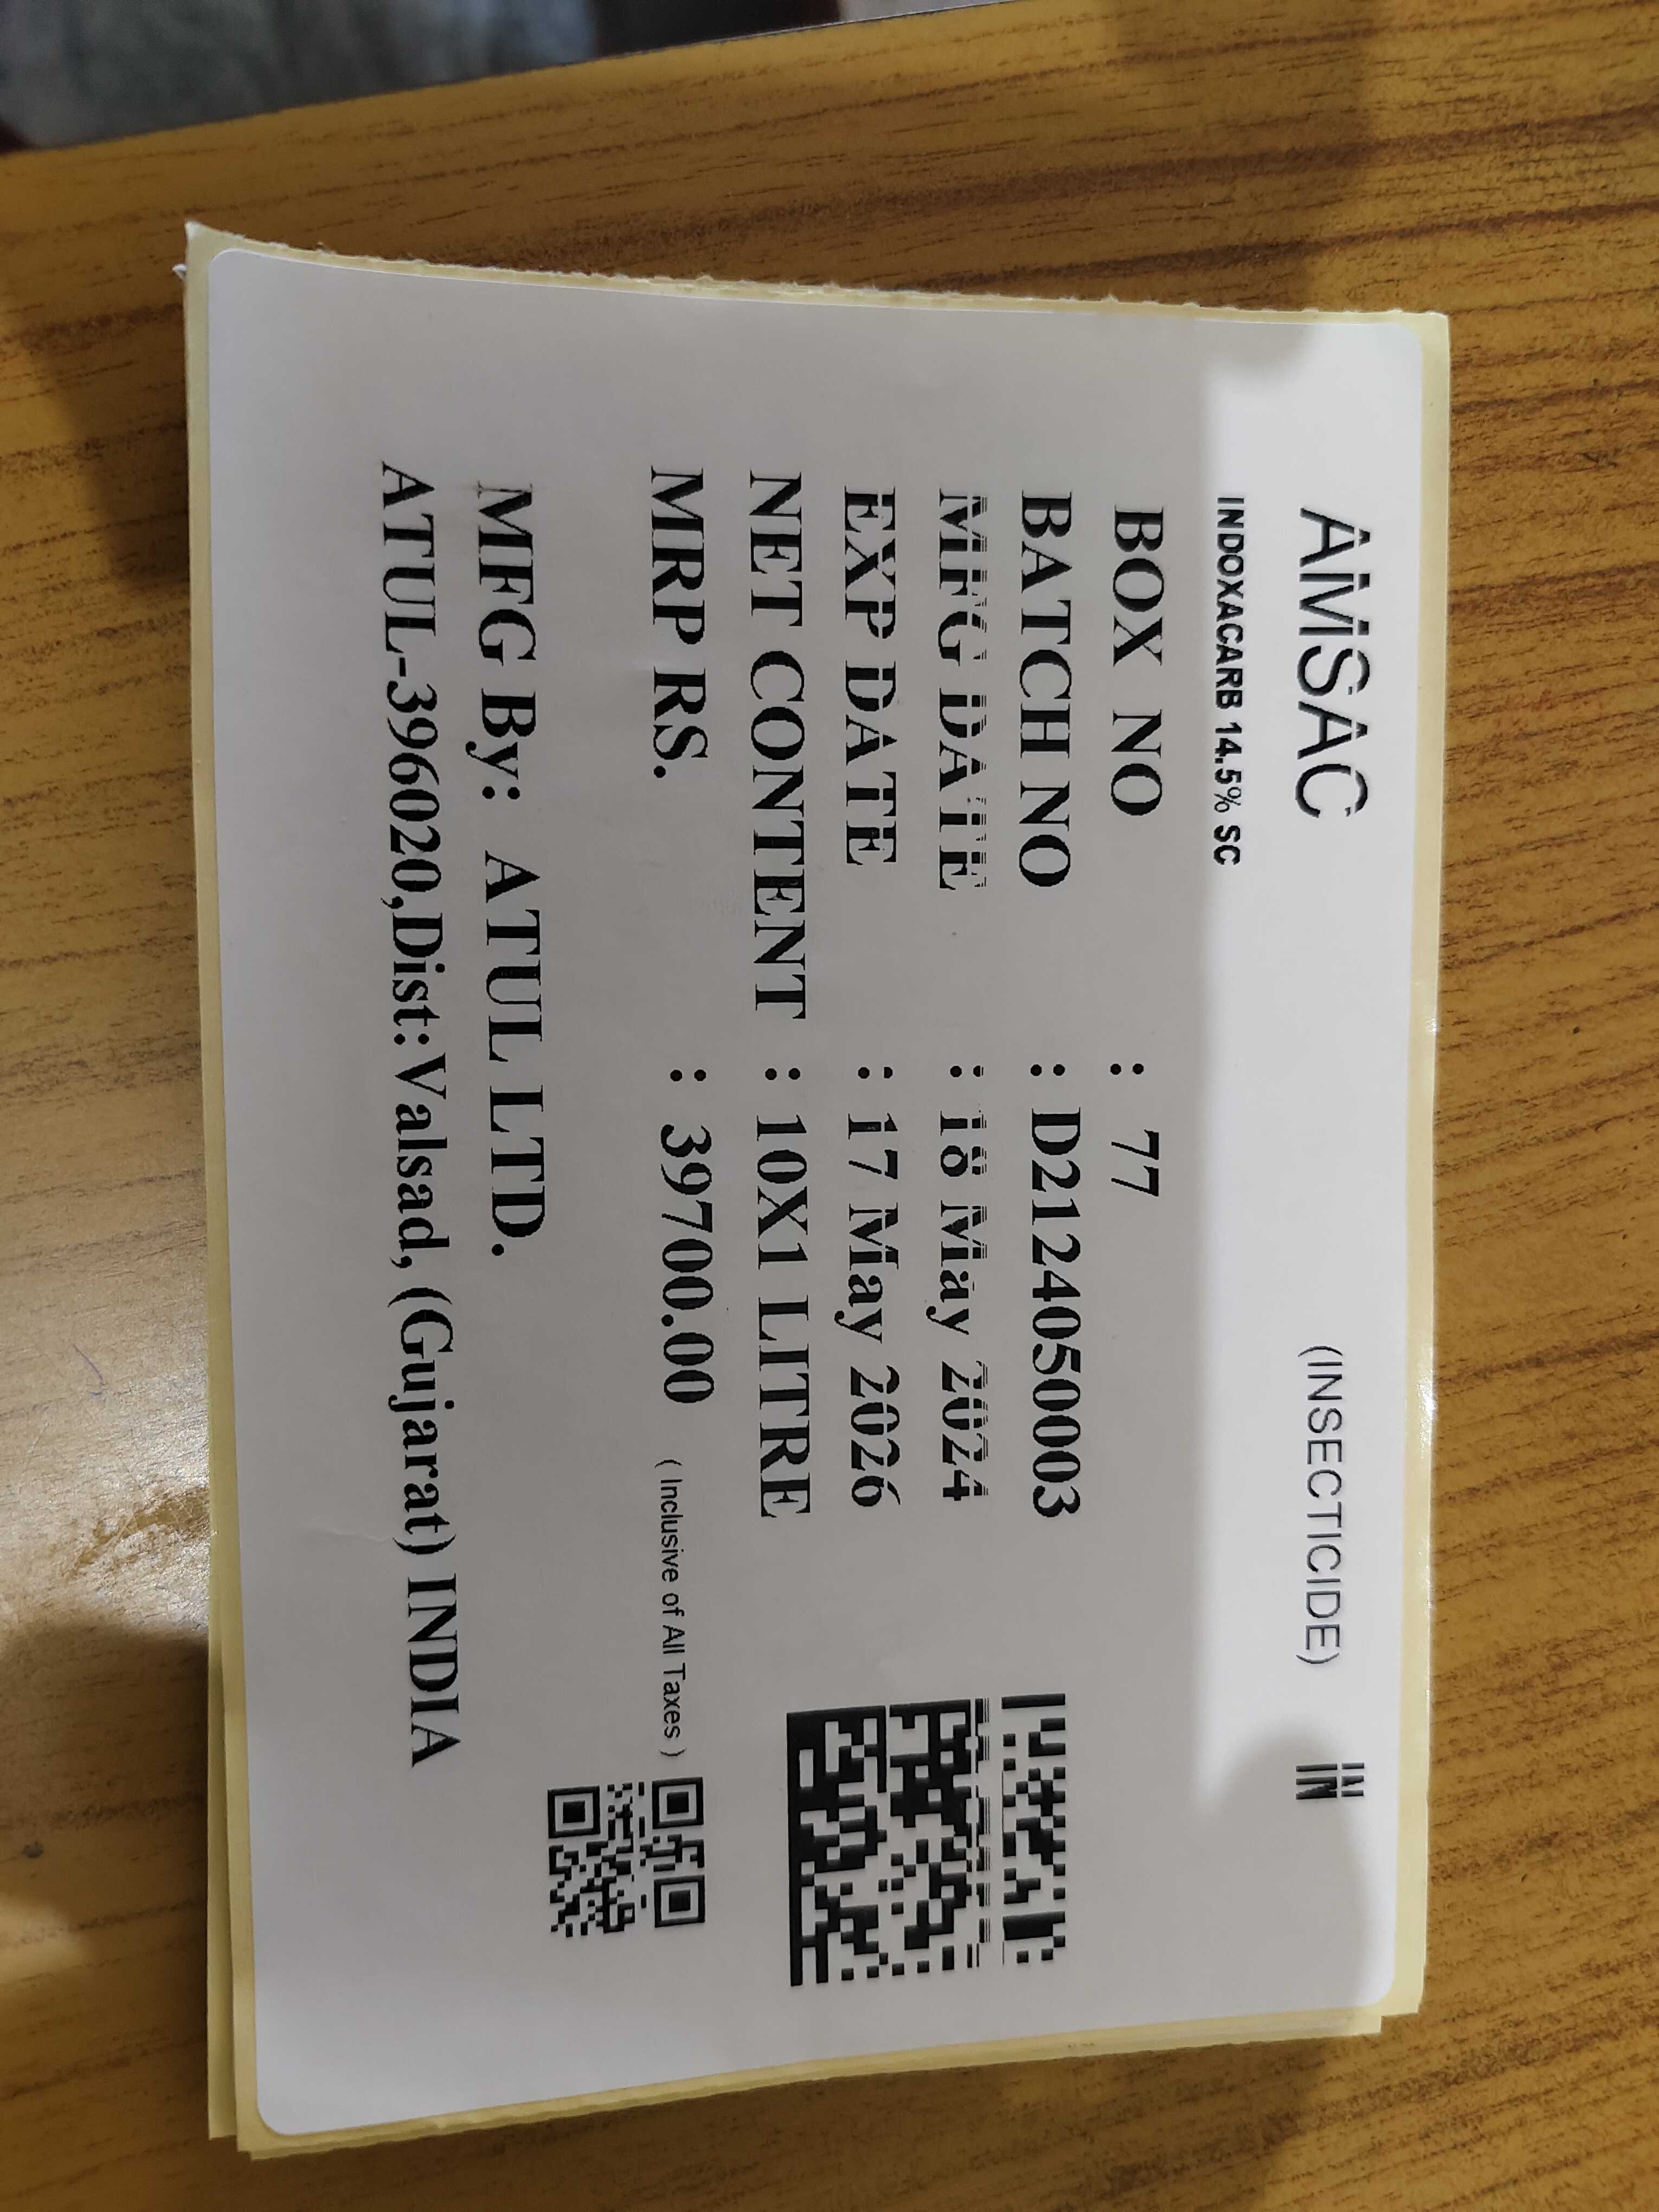 AMSAC (INSECTICIDE) IN
INDOXACARB 14.5% SC
BOX NO : 77
BATCH NO : D2124050003
MFG DATE : 18 May 2024
EXP DATE : 17 May 2026
NET CONTENT : 10X1 LITRE
MRP RS. : 39700.00 ( Inclusive of All Taxes )
MFG By: ATUL LTD.
ATUL-396020,Dist:Valsad, (Gujarat) INDIA